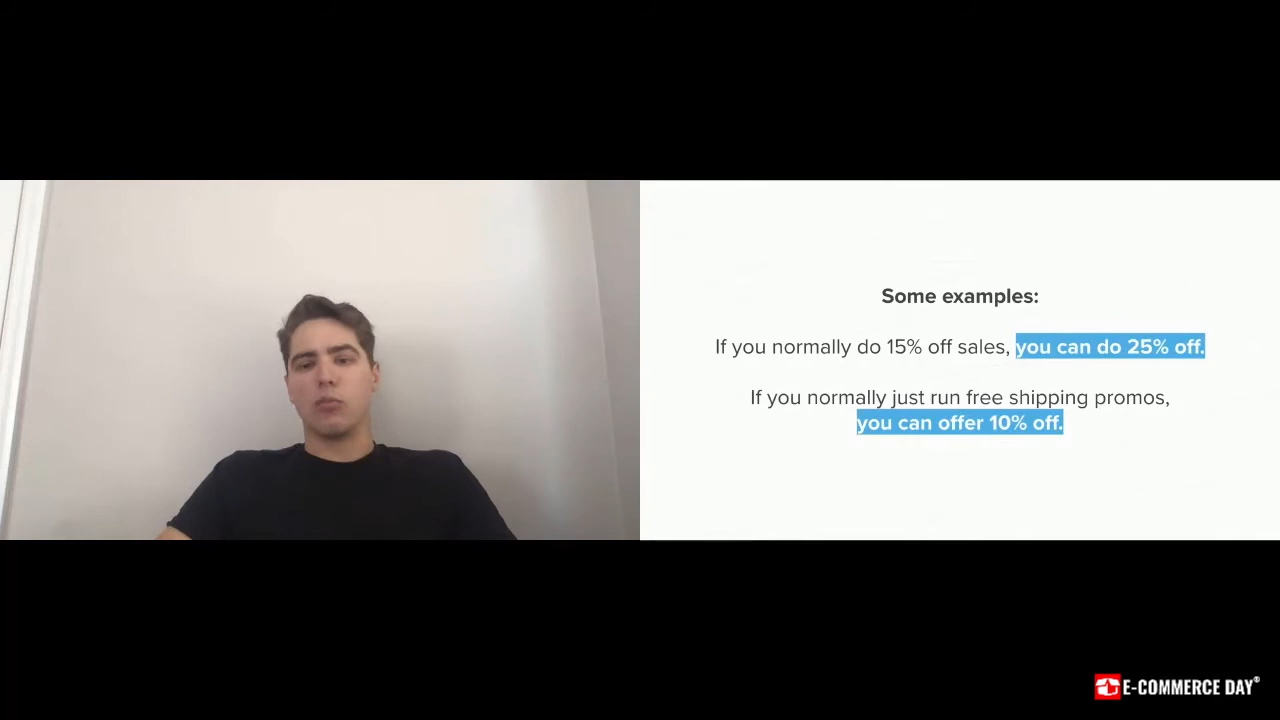 Some examples:
If you normally do 15% off sales, you can do 25% off.
If you normally just run free shipping promos,
you can offer 10% off.
E-COMMERCE DAY®